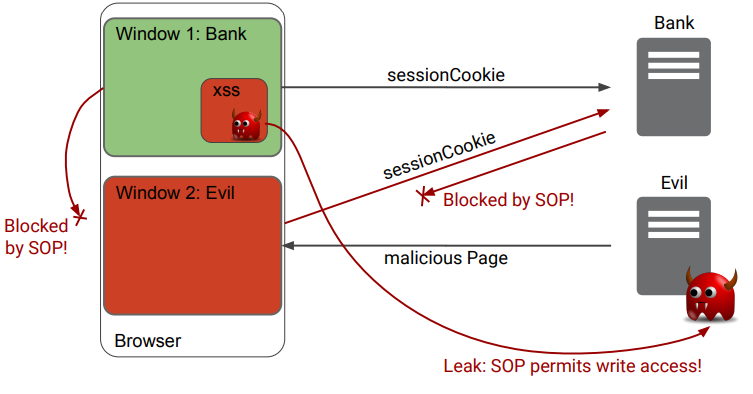 Window 1: Bank
xss
Window 2: Evil
Browser
Blocked
by SOP!
sessionCookie
sessionCookie
Blocked by SOP!
malicious Page
Leak: SOP permits write access!
Bank
Evil